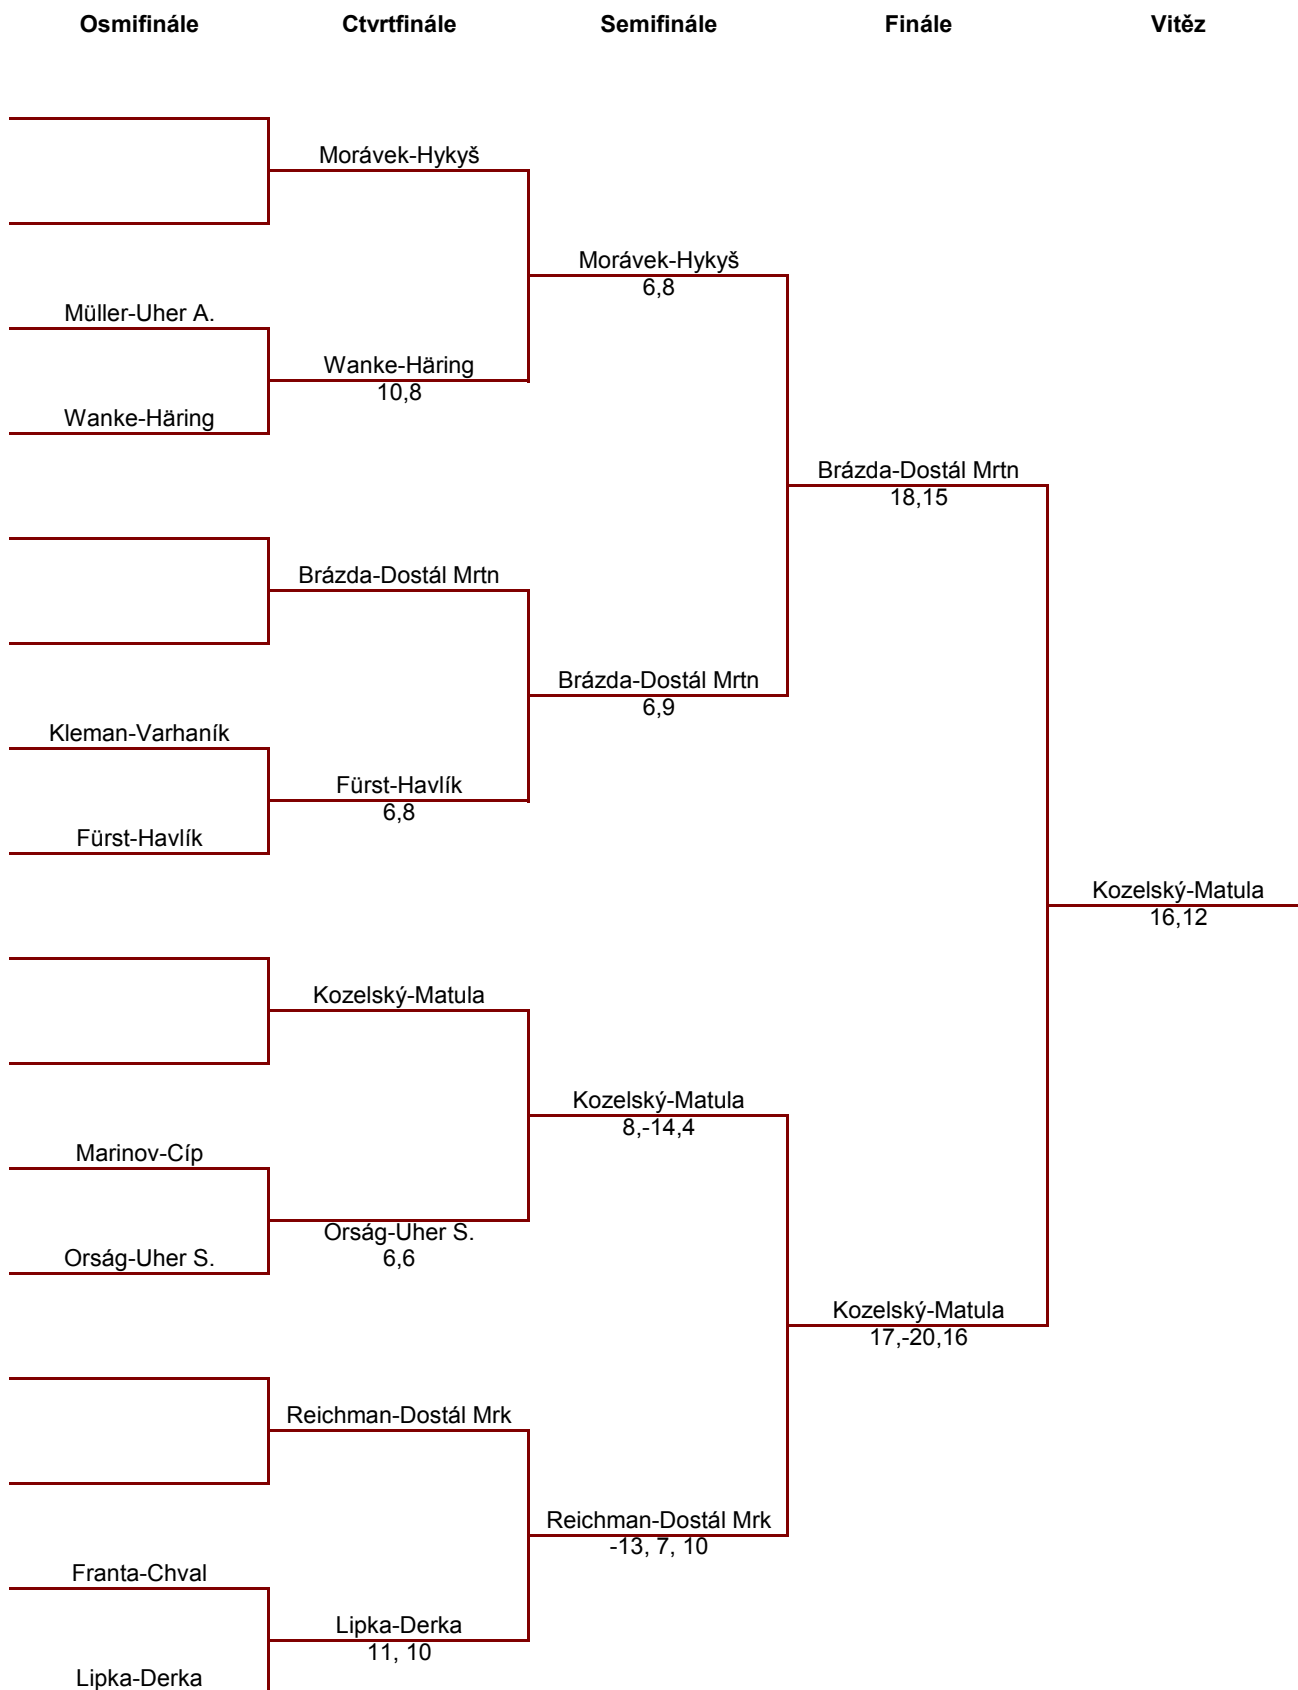 Osmifinále Ctvrtfinále Semifinále Finále Vitěz
Morávek-Hykyš
Morávek-Hykyš
6,8
Müller-Uher A.
Wanke-Häring
10,8
Wanke-Häring
Brázda-Dostál Mrtn
18,15
Brázda-Dostál Mrtn
Brázda-Dostál Mrtn
6,9
Kleman-Varhaník
Fürst-Havlík
6,8
Fürst-Havlík
Kozelský-Matula
16,12
Kozelský-Matula
Kozelský-Matula
8,-14,4
Marinov-Cíp
Orság-Uher S.
6,6
Orság-Uher S.
Kozelský-Matula
17,-20,16
Reichman-Dostál Mrk
Reichman-Dostál Mrk
-13, 7, 10
Franta-Chval
Lipka-Derka
11, 10
Lipka-Derka